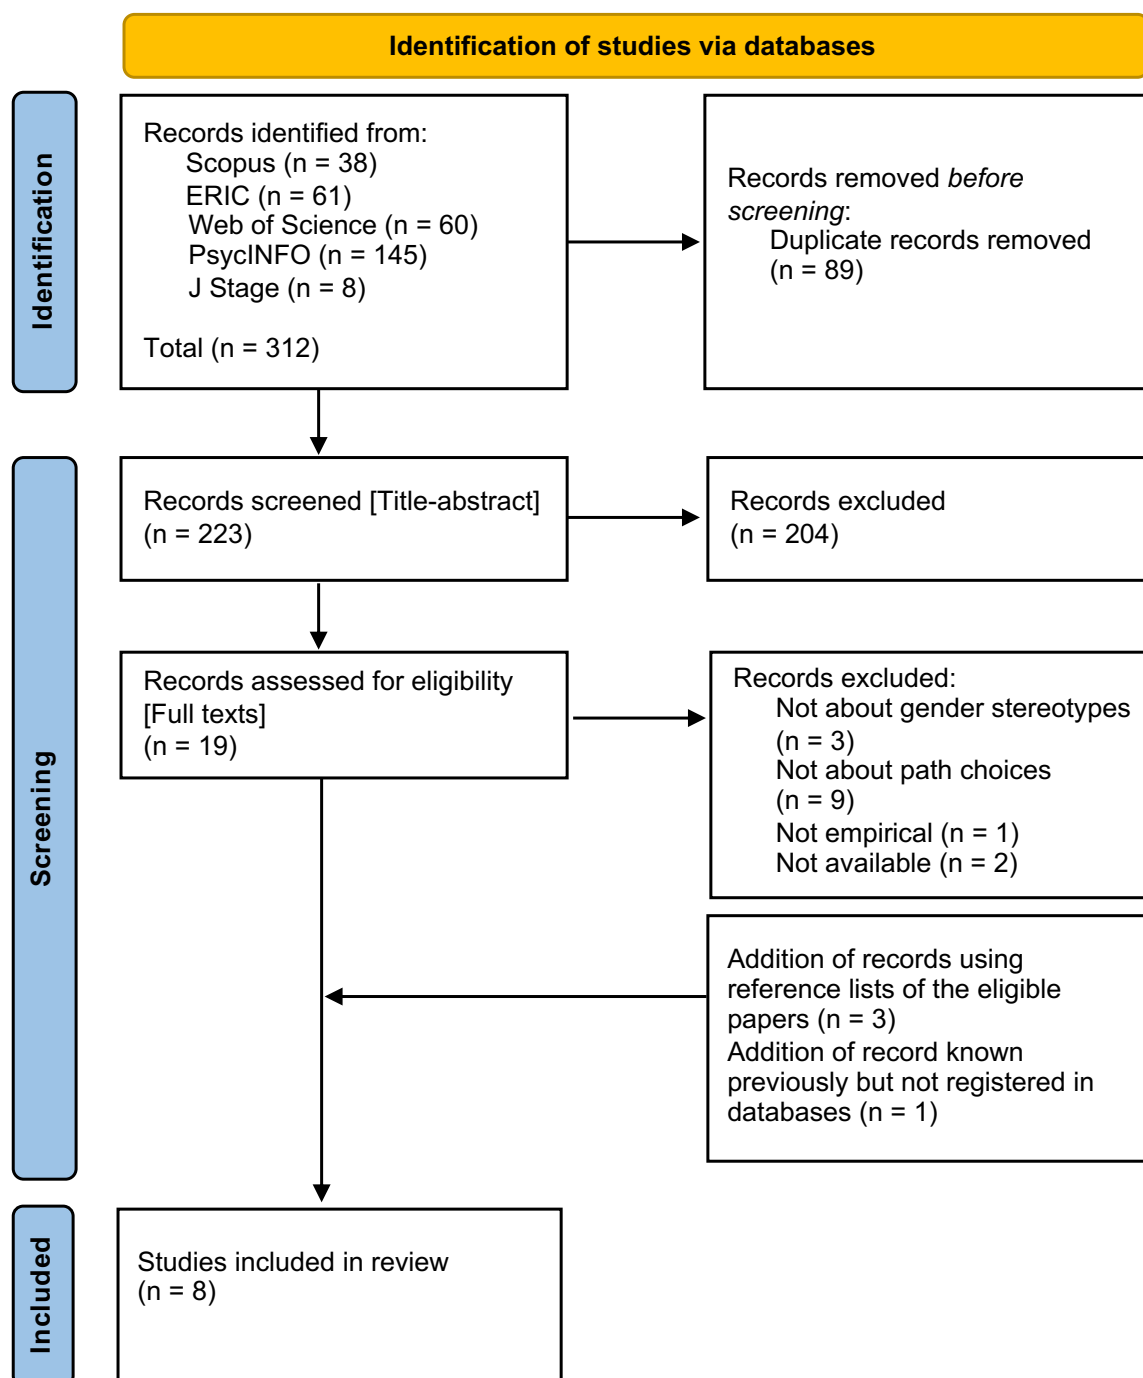 Identification of studies via databases
Identification
Records identified from:
Scopus (n = 38)
ERIC (n = 61)
Web of Science (n = 60)
PsycINFO (n = 145)
J Stage (n = 8)
Total (n = 312)
Records removed before
screening:
Duplicate records removed
(n = 89)
Screening
Records screened [Title-abstract]
(n = 223)
Records excluded
(n = 204)
Records assessed for eligibility
[Full texts]
(n = 19)
Records excluded:
Not about gender stereotypes
(n = 3)
Not about path choices
(n = 9)
Not empirical (n = 1)
Not available (n = 2)
Addition of records using
reference lists of the eligible
papers (n = 3)
Addition of record known
previously but not registered in
databases (n = 1)
Included
Studies included in review
(n = 8)